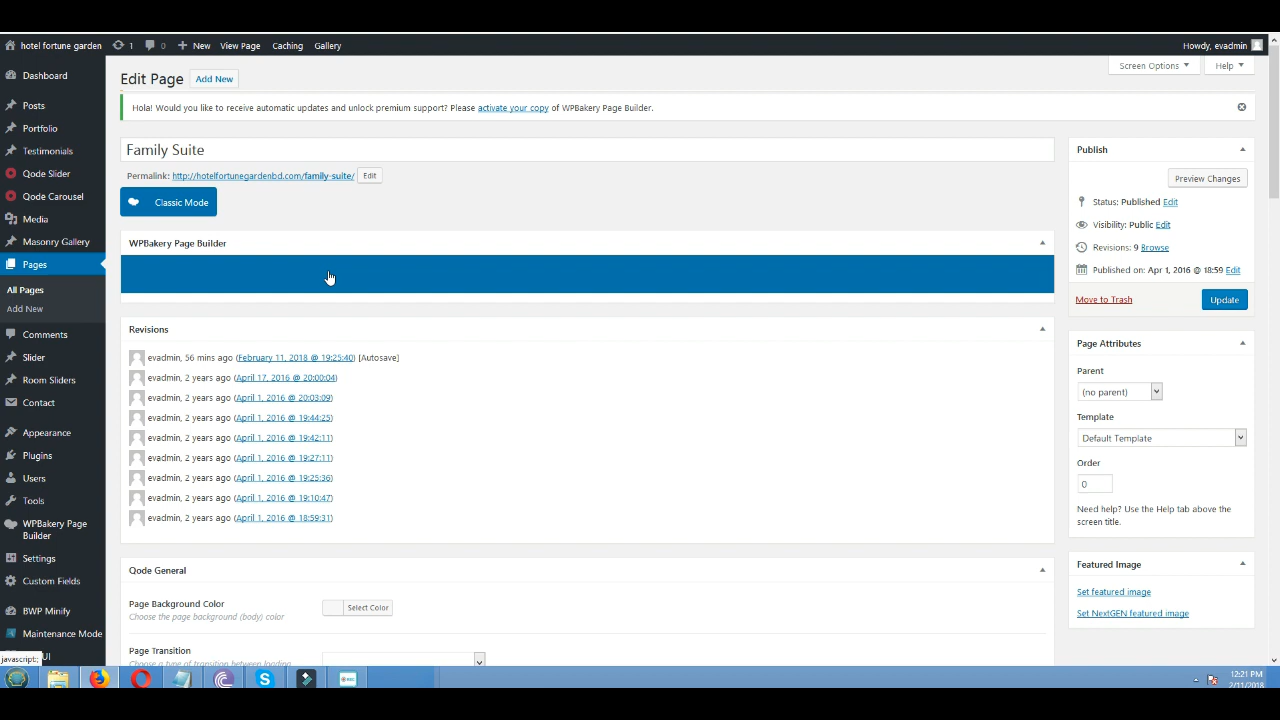 hotel fortune garden
1
0
New
View Page
Caching
Gallery
Howdy, evadmin
Dashboard
Posts
Portfolio
Testimonials
Qode Slider
Qode Carousel
Media
Masonry Gallery
Pages
All Pages
Add New
Comments
Slider
Room Sliders
Contact
Appearance
Plugins
Users
Tools
WPBakery Page
Builder
Settings
Custom Fields
BWP Minify
Maintenance Mode
UI
javascript:;
Screen Options
Help
Edit Page
Add New
Hola! Would you like to receive automatic updates and unlock premium support? Please activate your copy of WPBakery Page Builder.
Family Suite
Permalink: http://hotelfortunegardenbd.com/family-suite/
Edit
Classic Mode
WPBakery Page Builder
Revisions
evadmin, 56 mins ago (February 11, 2018 @ 19:25:40) [Autosave]
evadmin, 2 years ago (April 17, 2016 @ 20:00:04)
evadmin, 2 years ago (April 1, 2016 @ 20:03:09)
evadmin, 2 years ago (April 1, 2016 @ 19:44:25)
evadmin, 2 years ago (April 1, 2016 @ 19:42:11)
evadmin, 2 years ago (April 1, 2016 @ 19:27:11)
evadmin, 2 years ago (April 1, 2016 @ 19:25:36)
evadmin, 2 years ago (April 1, 2016 @ 19:10:47)
evadmin, 2 years ago (April 1, 2016 @ 18:59:31)
Qode General
Page Background Color
Choose the page background (body) color
Select Color
Page Transition
Choose a type of transition between loading
Publish
Preview Changes
Status: Published Edit
Visibility: Public Edit
Revisions: 9 Browse
Published on: Apr 1, 2016 @ 18:59 Edit
Move to Trash
Update
Page Attributes
Parent
(no parent)
Template
Default Template
Order
0
Need help? Use the Help tab above the
screen title.
Featured Image
Set featured image
Set NextGEN featured image
12:21 PM
2/11/2018